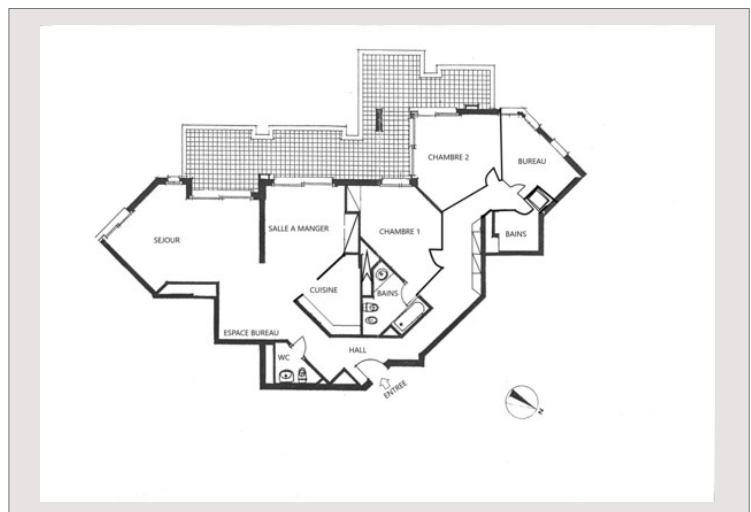 CHAMBRE 2
BUREAU
SEJOUR
SALLE A MANGER
CHAMBRE 1
BAINS
CUISINE
BAINS
ESPACE BUREAU
HALL
WC
ENTREE
N